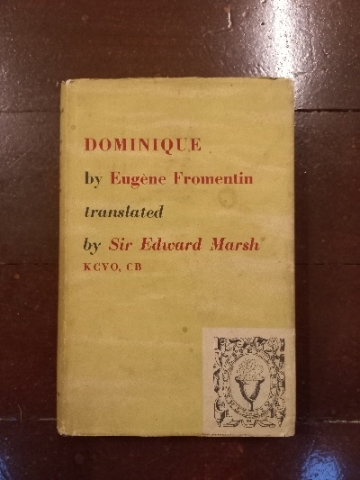 DOMINIQUE
by Eugène Fromentin
translated
by Sir Edward Marsh
KCVO, CB